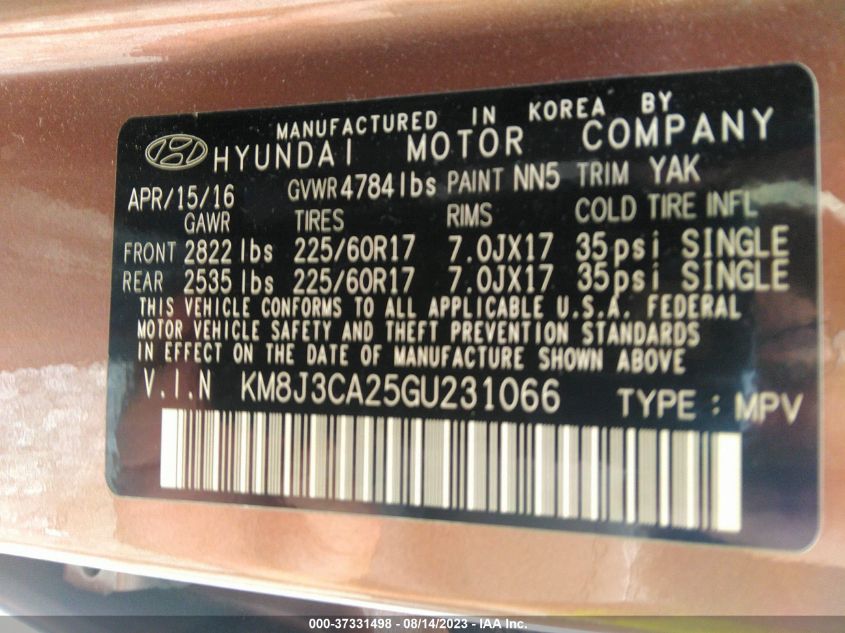 MANUFACTURED IN KOREA BY
HYUNDAI MOTOR COMPANY
APR/15/16 GVWR 4784 lbs PAINT NN5 TRIM YAK
GAWR TIRES RIMS COLD TIRE INFL
FRONT 2822 lbs 225/60R17 7.0JX17 35psi SINGLE
REAR 2535 lbs 225/60R17 7.0JX17 35psi SINGLE
THIS VEHICLE CONFORMS TO ALL APPLICABLE U.S.A. FEDERAL
MOTOR VEHICLE SAFETY AND THEFT PREVENTION STANDARDS
IN EFFECT ON THE DATE OF MANUFACTURE SHOWN ABOVE
V.I.N KM8J3CA25GU231066 TYPE : MPV
000-37331498 - 08/14/2023 - IAA Inc.